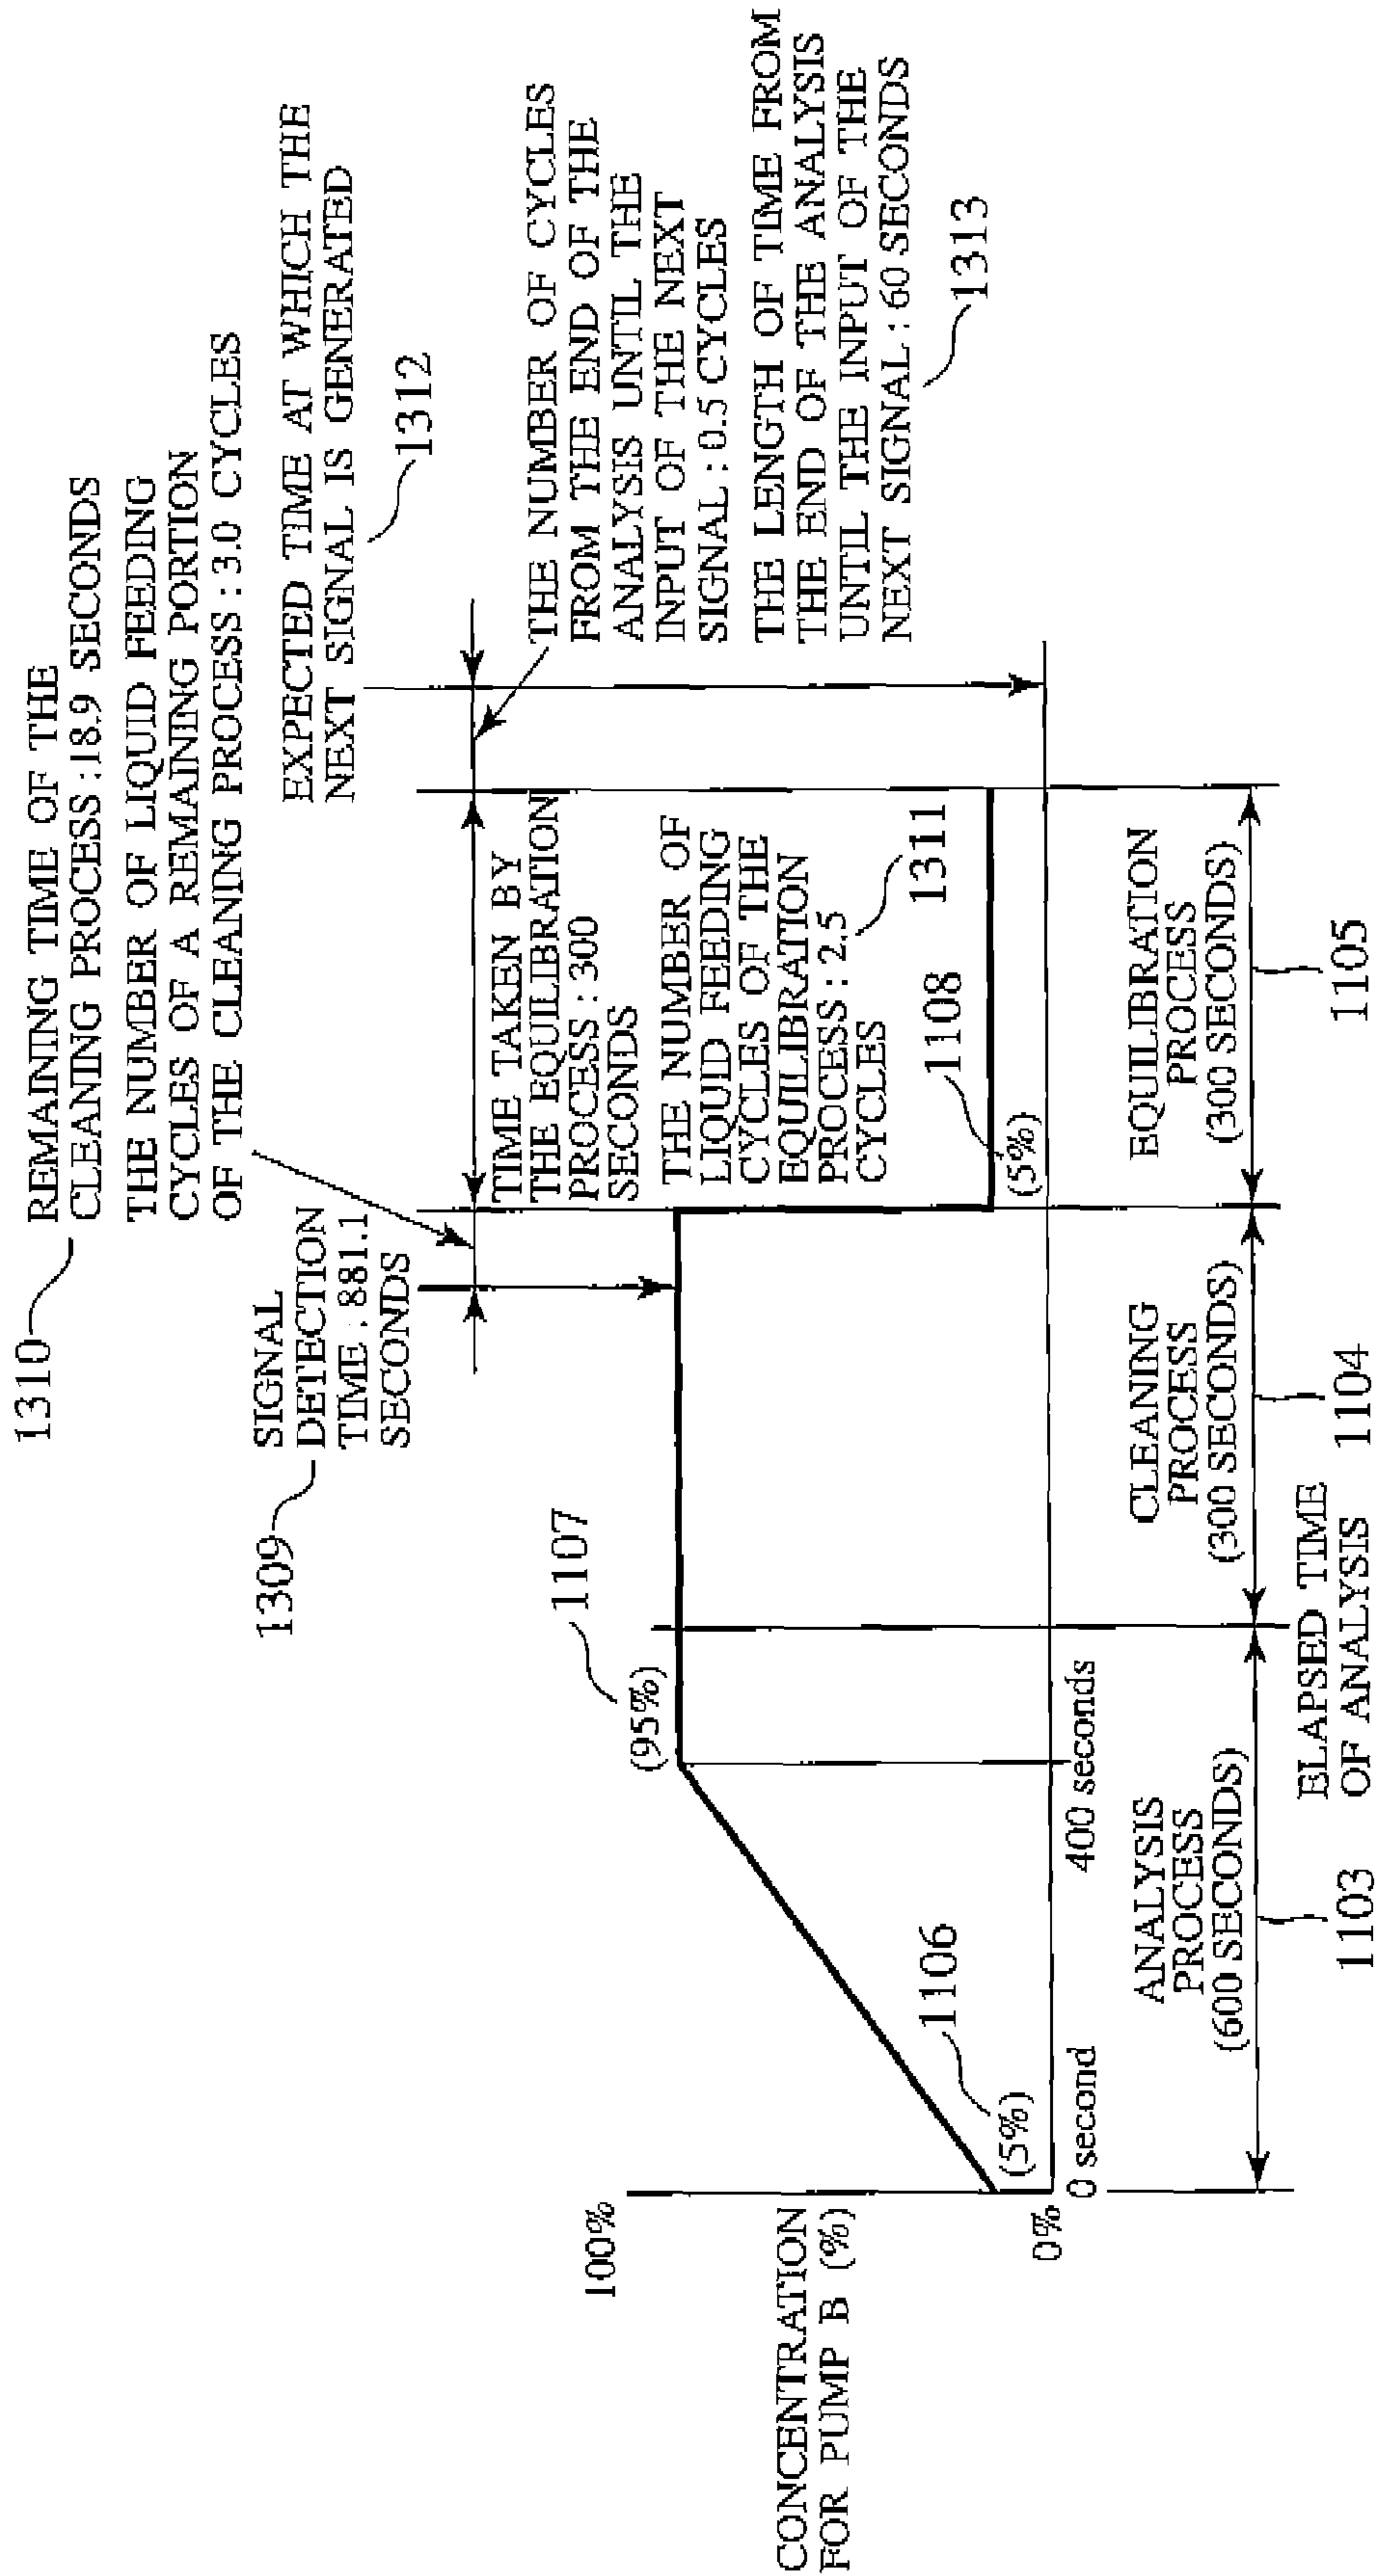 1310
REMAINING TIME OF THE
CLEANING PROCESS : 18.9 SECONDS
THE NUMBER OF LIQUID FEEDING
CYCLES OF A REMAINING PORTION
OF THE CLEANING PROCESS : 3.0 CYCLES
1309
SIGNAL
DETECTION
TIME : 881.1
SECONDS
EXPECTED TIME AT WHICH THE
NEXT SIGNAL IS GENERATED
1312
TIME TAKEN BY
THE EQUILIBRATION
PROCESS : 300
SECONDS
THE NUMBER OF
LIQUID FEEDING
CYCLES OF THE
EQUILIBRATION
PROCESS : 2.5
CYCLES
1311
THE NUMBER OF CYCLES
FROM THE END OF THE
ANALYSIS UNTIL THE
INPUT OF THE NEXT
SIGNAL : 0.5 CYCLES
THE LENGTH OF TIME FROM
THE END OF THE ANALYSIS
UNTIL THE INPUT OF THE
NEXT SIGNAL : 60 SECONDS
1313
100%
CONCENTRATION
FOR PUMP B (%)
0%
1107
(95%)
1106
(5%)
1108
(5%)
0 second
400 seconds
ANALYSIS
PROCESS
(600 SECONDS)
1103
CLEANING
PROCESS
(300 SECONDS)
1104
EQUILIBRATION
PROCESS
(300 SECONDS)
1105
ELAPSED TIME
OF ANALYSIS